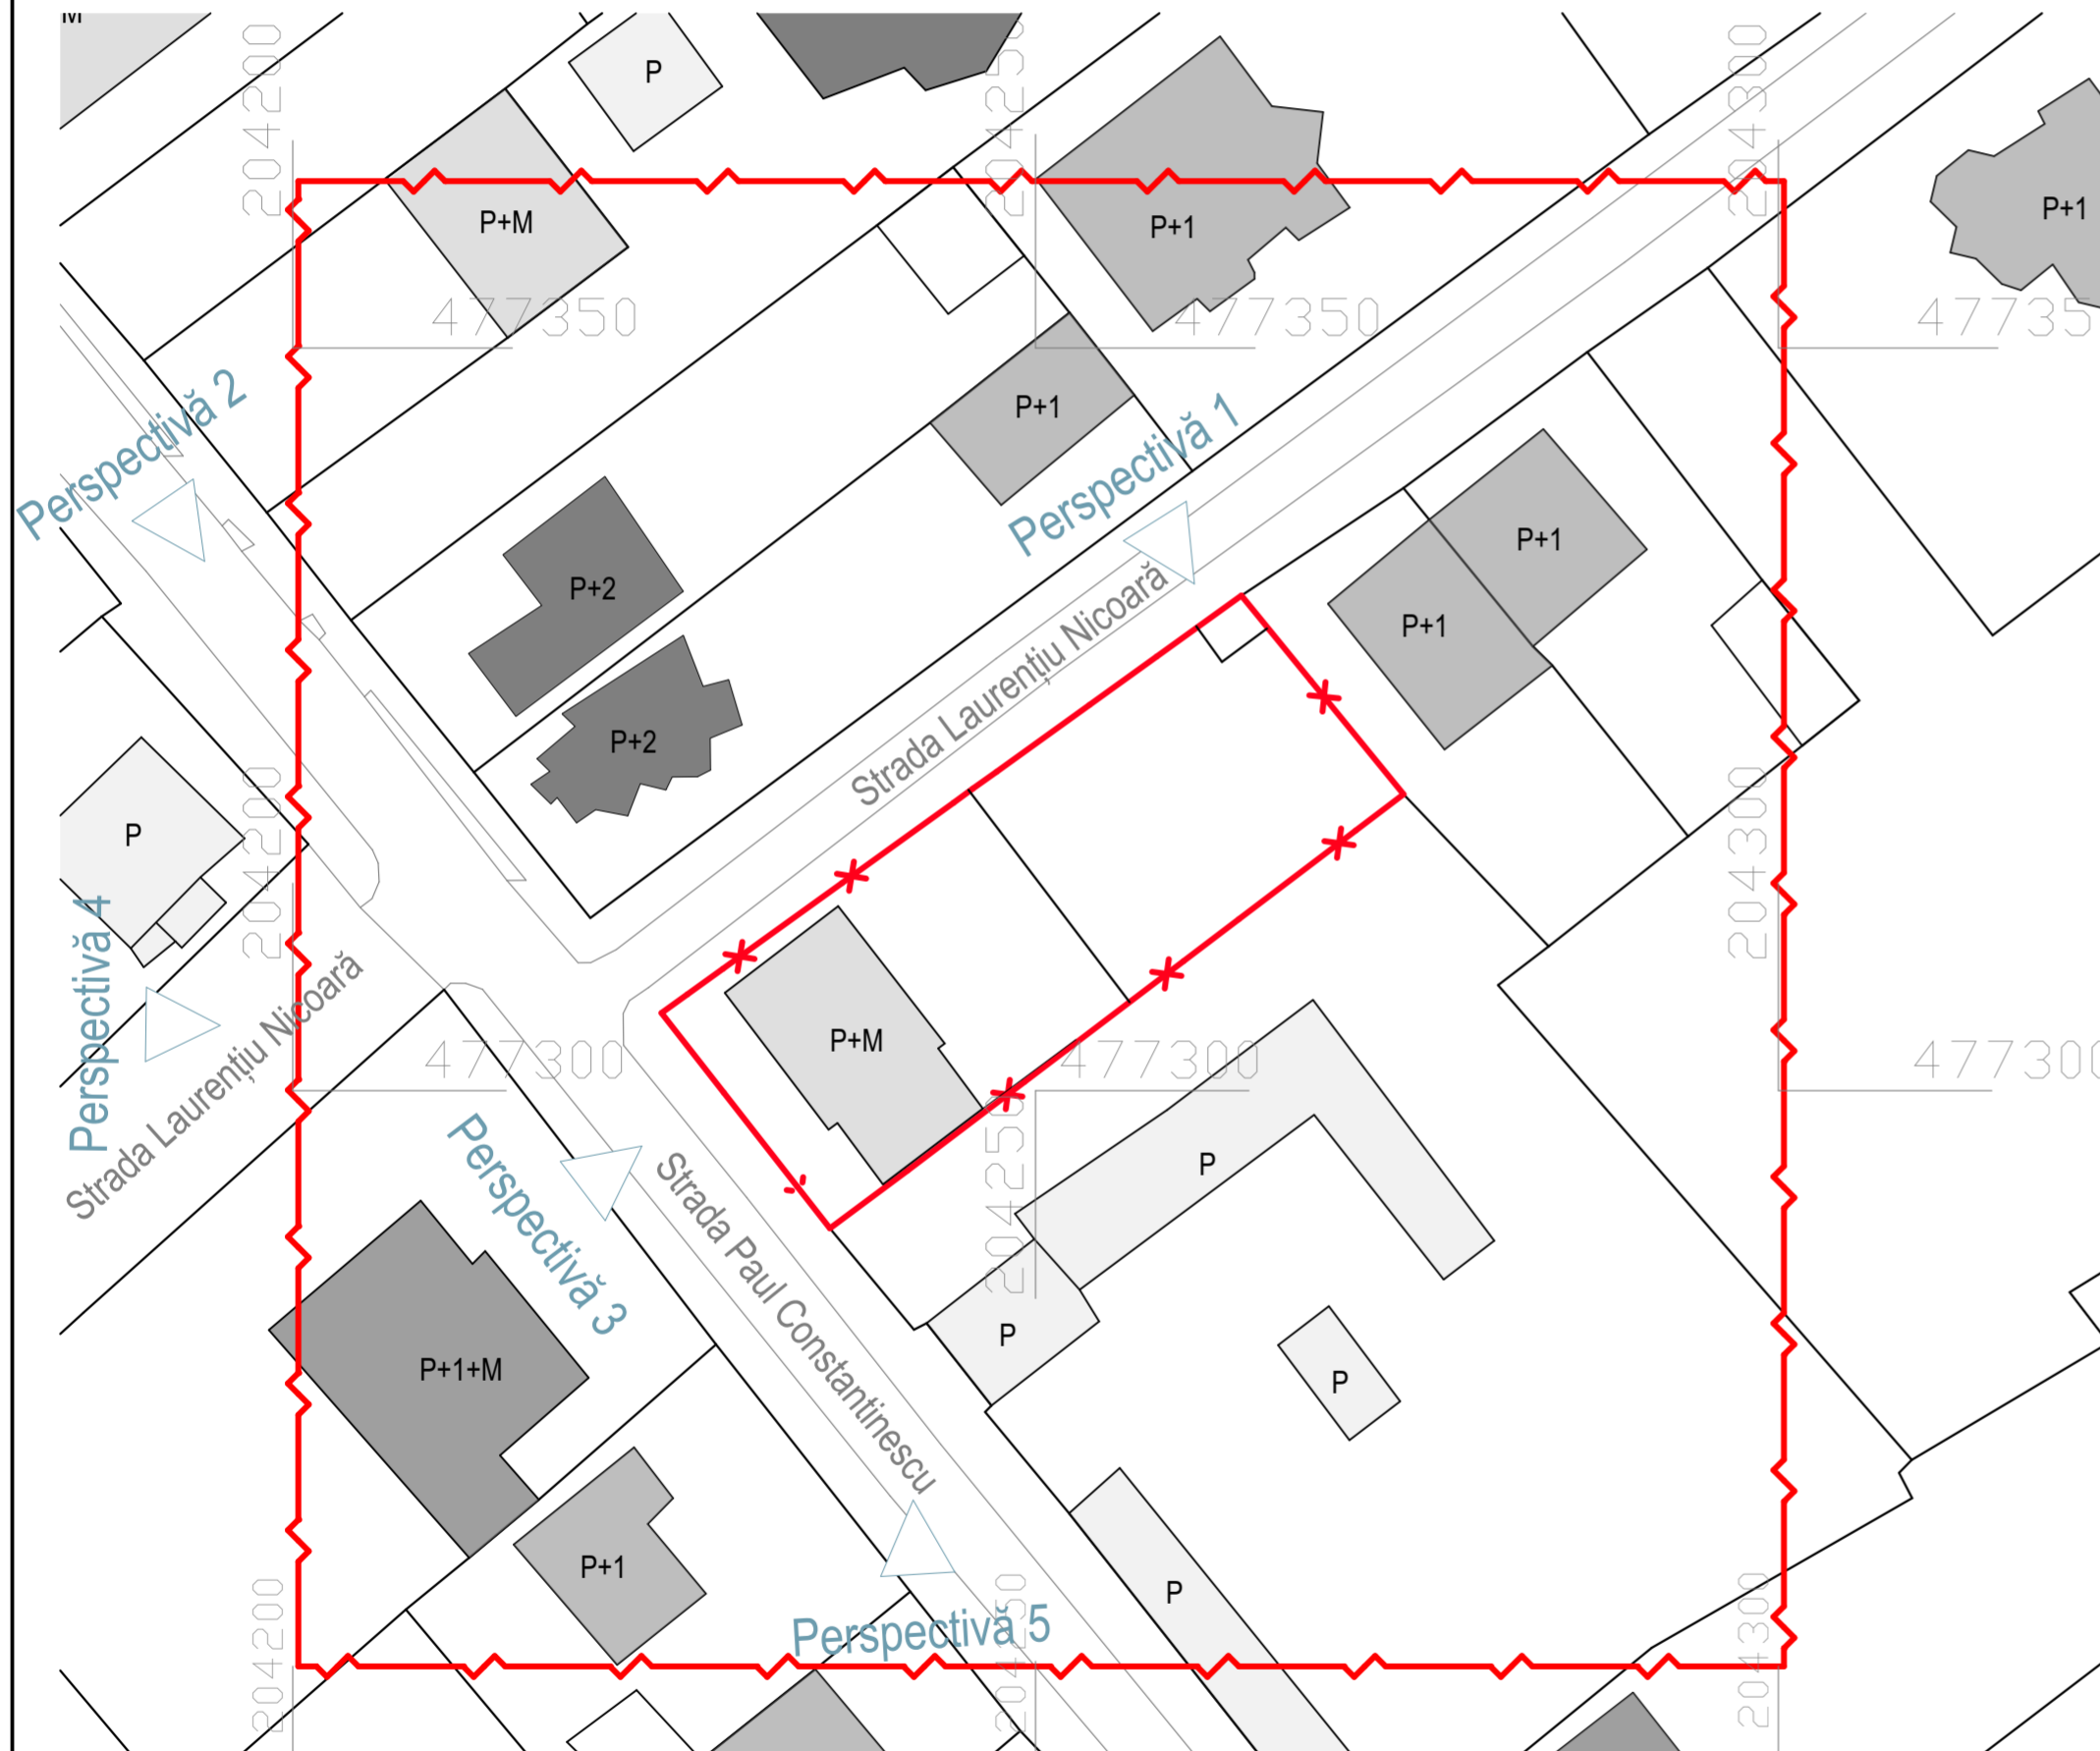 M
204200
204250
204300
P
P+M
P+1
P+1
477350
477350
47735
Perspectivă 2
P+1
Perspectivă 1
P+1
P+2
P+1
Strada Laurențiu Nicoară
P+2
P
204200
204300
Perspectivă 4
Strada Laurențiu Nicoară
P+M
477300
477300
477300
204250
Perspectivă 3
P
Strada Paul Constantinescu
P
P+1+M
P
P+1
P
204200
204250
204300
Perspectivă 5